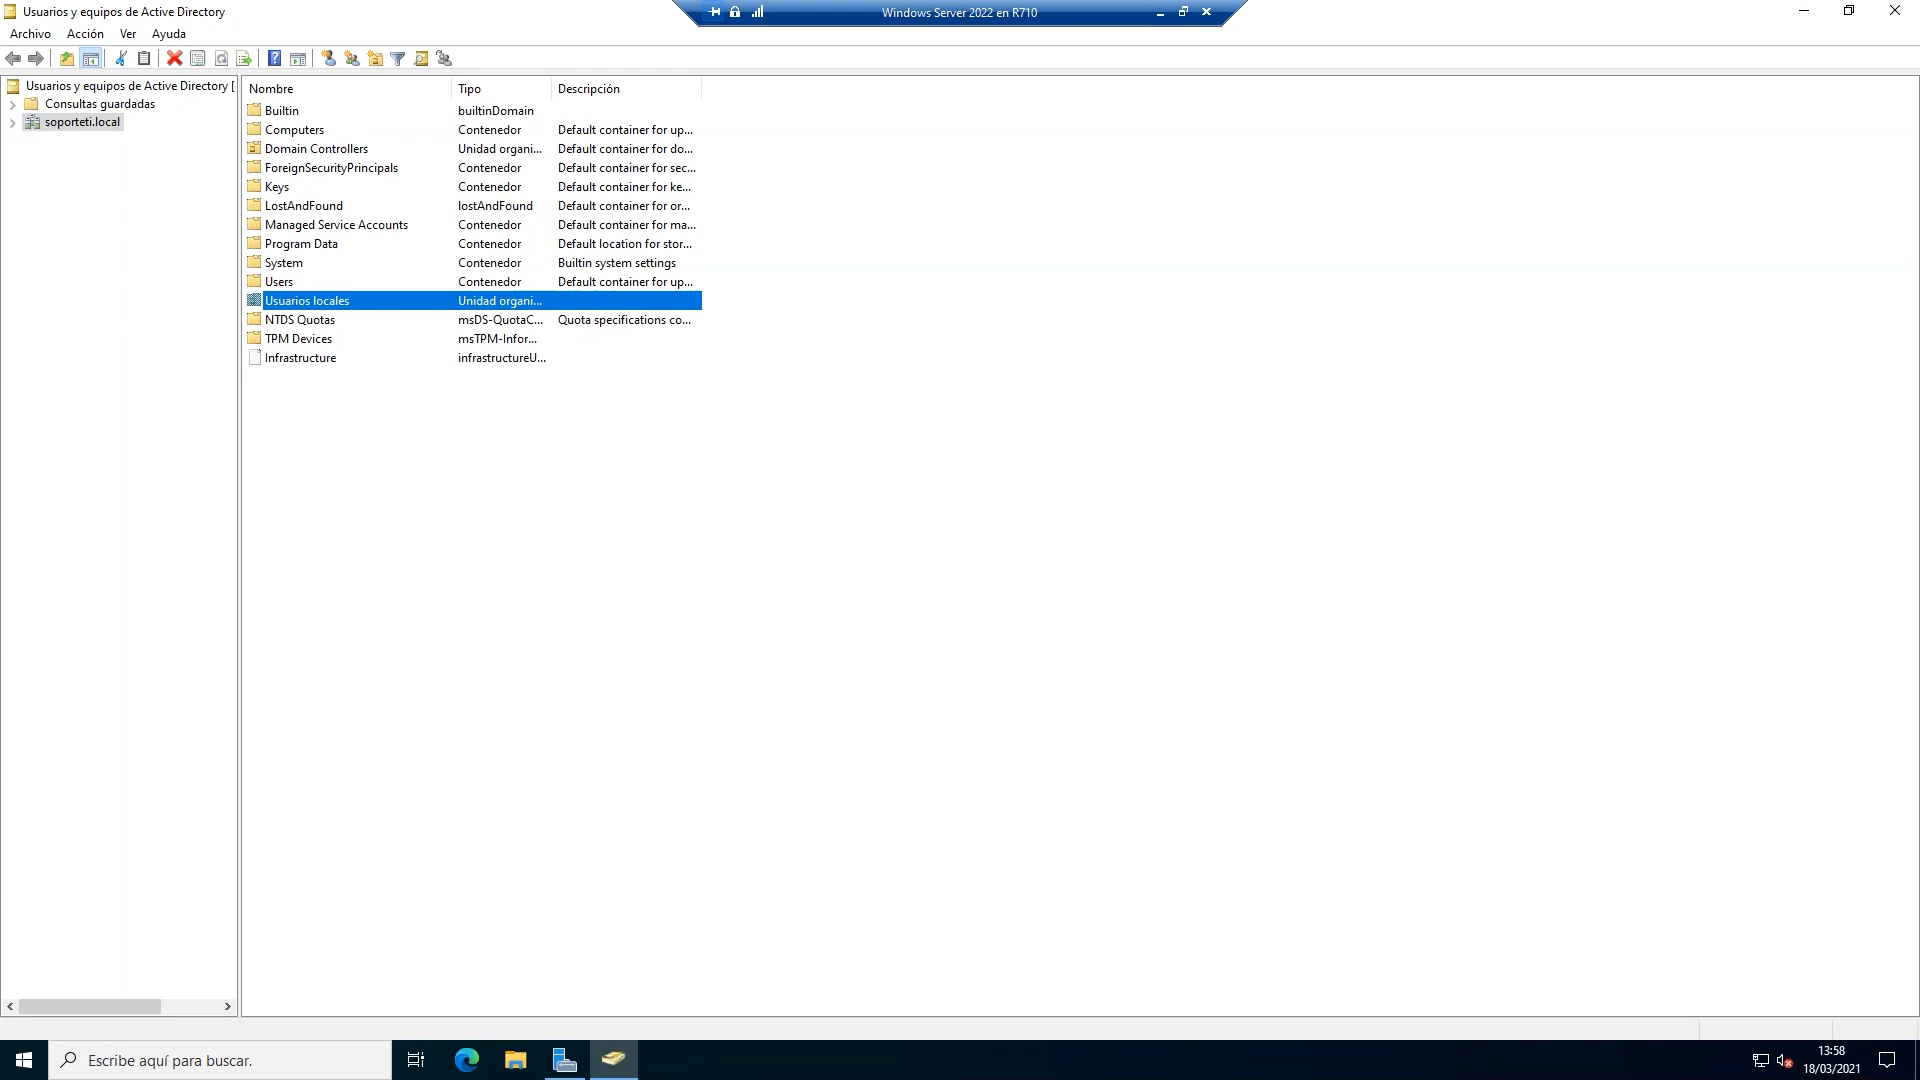 Usuarios y equipos de Active Directory
Windows Server 2022 en R710
Archivo Acción Ver Ayuda
Usuarios y equipos de Active Directory [
Consultas guardadas
soporteti.local
Nombre Tipo Descripción
Builtin builtinDomain
Computers Contenedor Default container for up...
Domain Controllers Unidad organi... Default container for do...
ForeignSecurityPrincipals Contenedor Default container for sec...
Keys Contenedor Default container for ke...
LostAndFound lostAndFound Default container for or...
Managed Service Accounts Contenedor Default container for ma...
Program Data Contenedor Default location for stor...
System Contenedor Builtin system settings
Users Contenedor Default container for up...
Usuarios locales Unidad organi...
NTDS Quotas msDS-QuotaC... Quota specifications co...
TPM Devices msTPM-Infor...
Infrastructure infrastructureU...
Escribe aquí para buscar.
13:58
18/03/2021